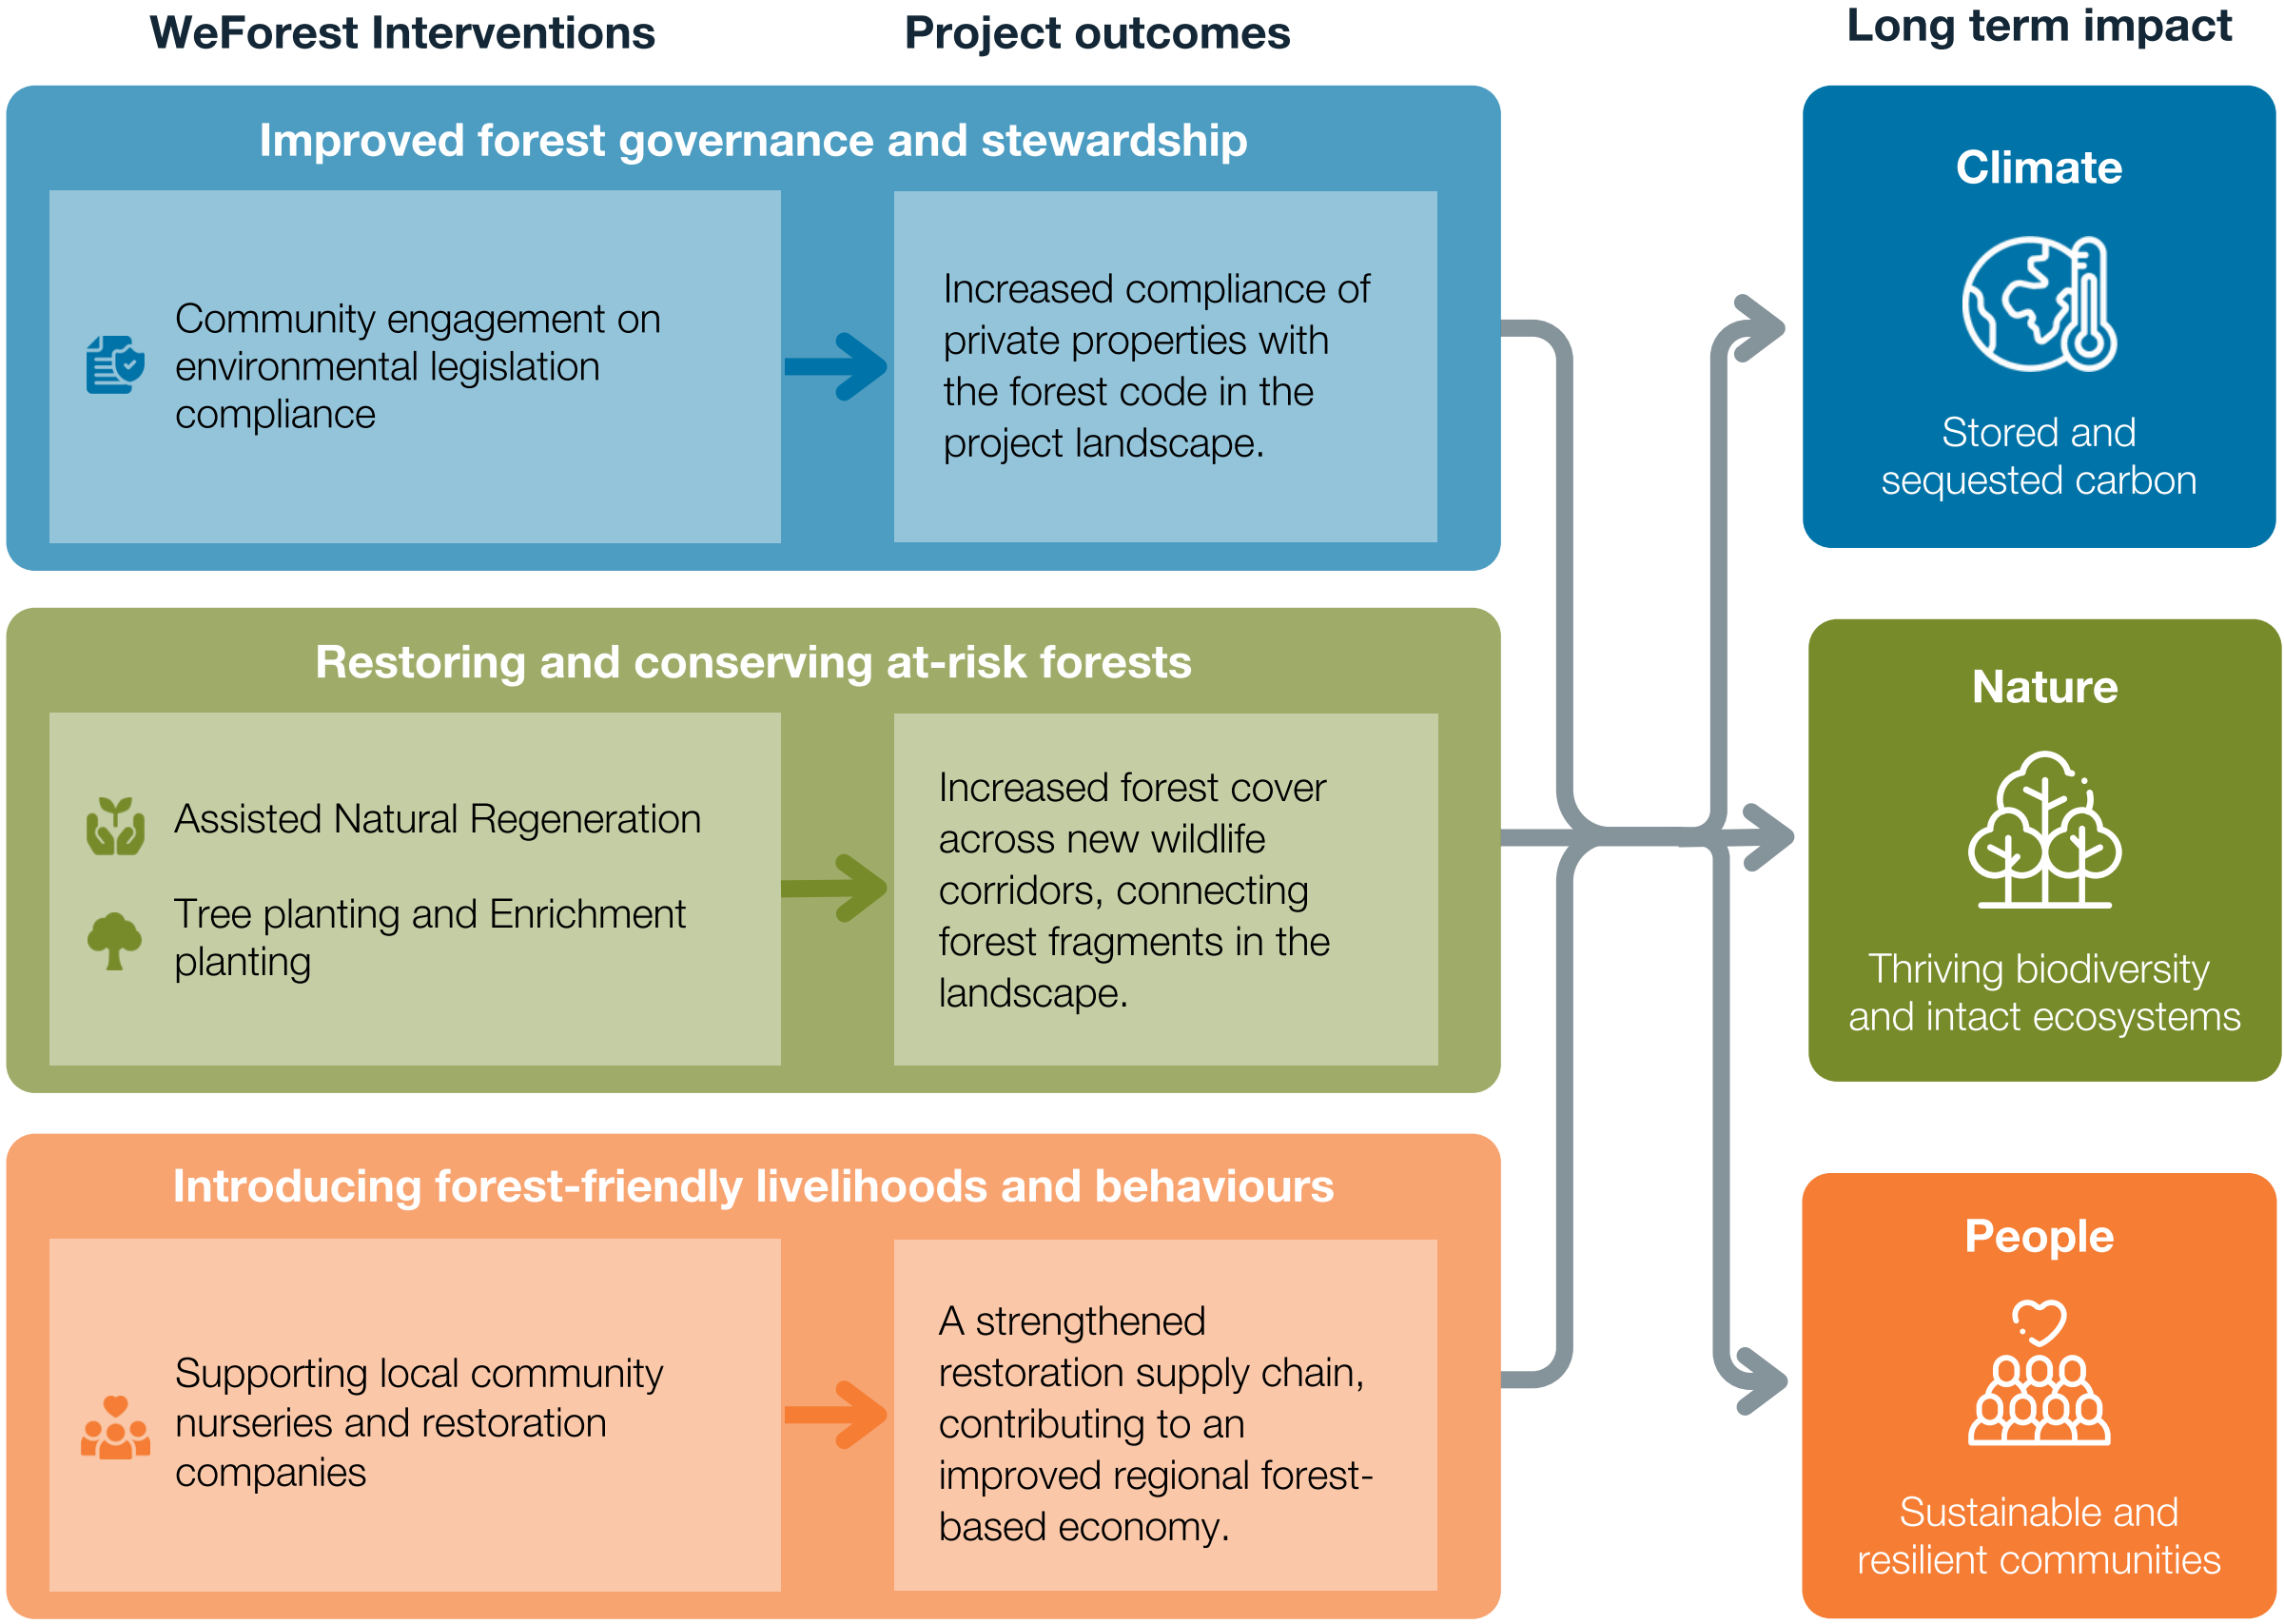 WeForest Interventions
Project outcomes
Long term impact
Improved forest governance and stewardship
Community engagement on
environmental legislation
compliance
Increased compliance of
private properties with
the forest code in the
project landscape.
Climate
Stored and
sequested carbon
Restoring and conserving at-risk forests
Assisted Natural Regeneration
Tree planting and Enrichment
planting
Increased forest cover
across new wildlife
corridors, connecting
forest fragments in the
landscape.
Nature
Thriving biodiversity
and intact ecosystems
Introducing forest-friendly livelihoods and behaviours
Supporting local community
nurseries and restoration
companies
A strengthened
restoration supply chain,
contributing to an
improved regional forest-
based economy.
People
Sustainable and
resilient communities